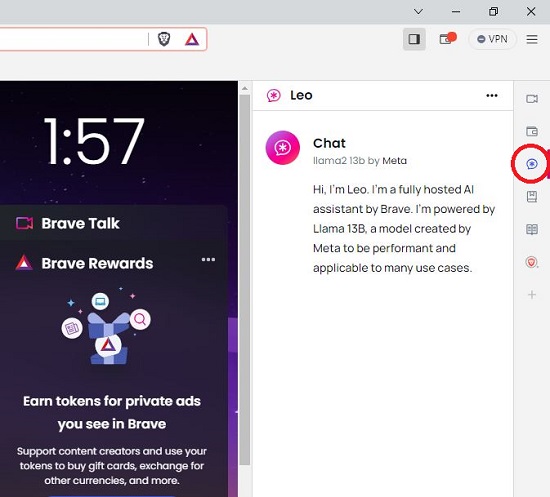 VPN
Leo
1:57
Chat
llama2 13b by Meta
Hi, I'm Leo. I'm a fully hosted AI
assistant by Brave. I'm powered by
Llama 13B, a model created by
Meta to be performant and
applicable to many use cases.
Brave Talk
Brave Rewards
Earn tokens for private ads
you see in Brave
Support content creators and use your
tokens to buy gift cards, exchange for
other currencies, and more.